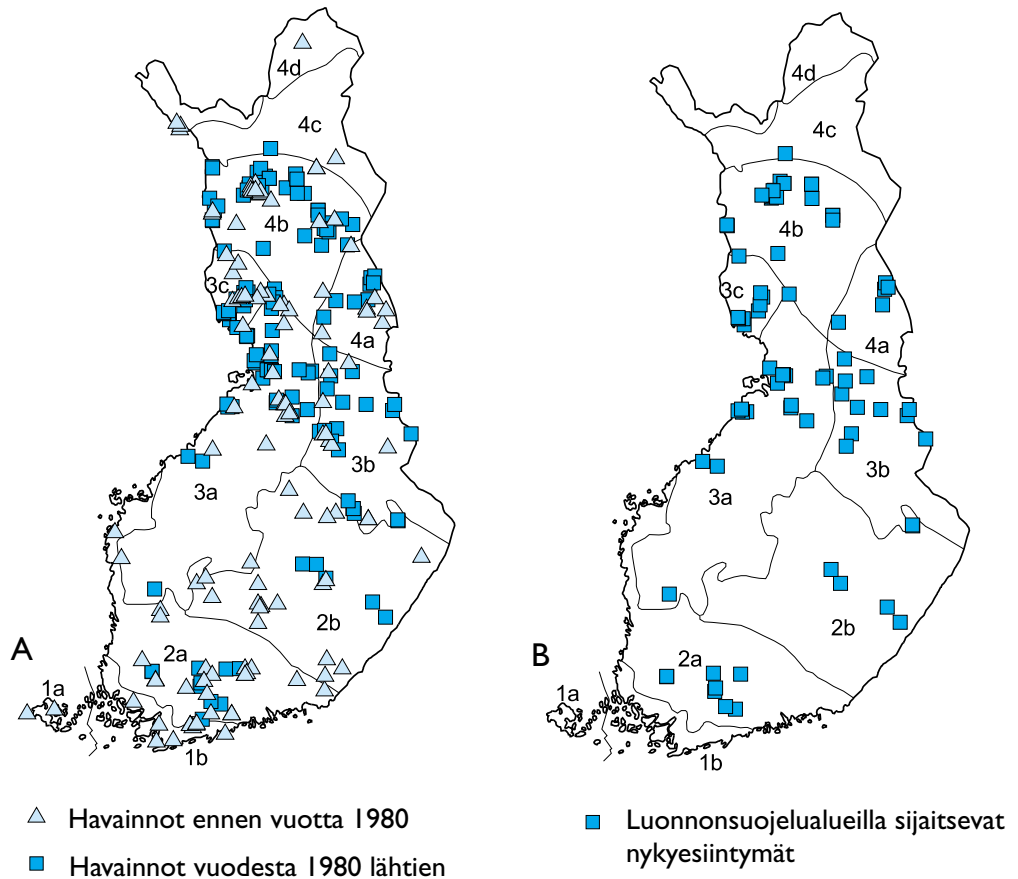 4d
4c
4b
3c
4a
3b
3a
2b
2a
1a
1b
A
Havainnot ennen vuotta 1980
Havainnot vuodesta 1980 lähtien
4d
4c
4b
3c
4a
3b
3a
2b
2a
1a
1b
B
Luonnonsuojelualueilla sijaitsevat
nykyesiintymät